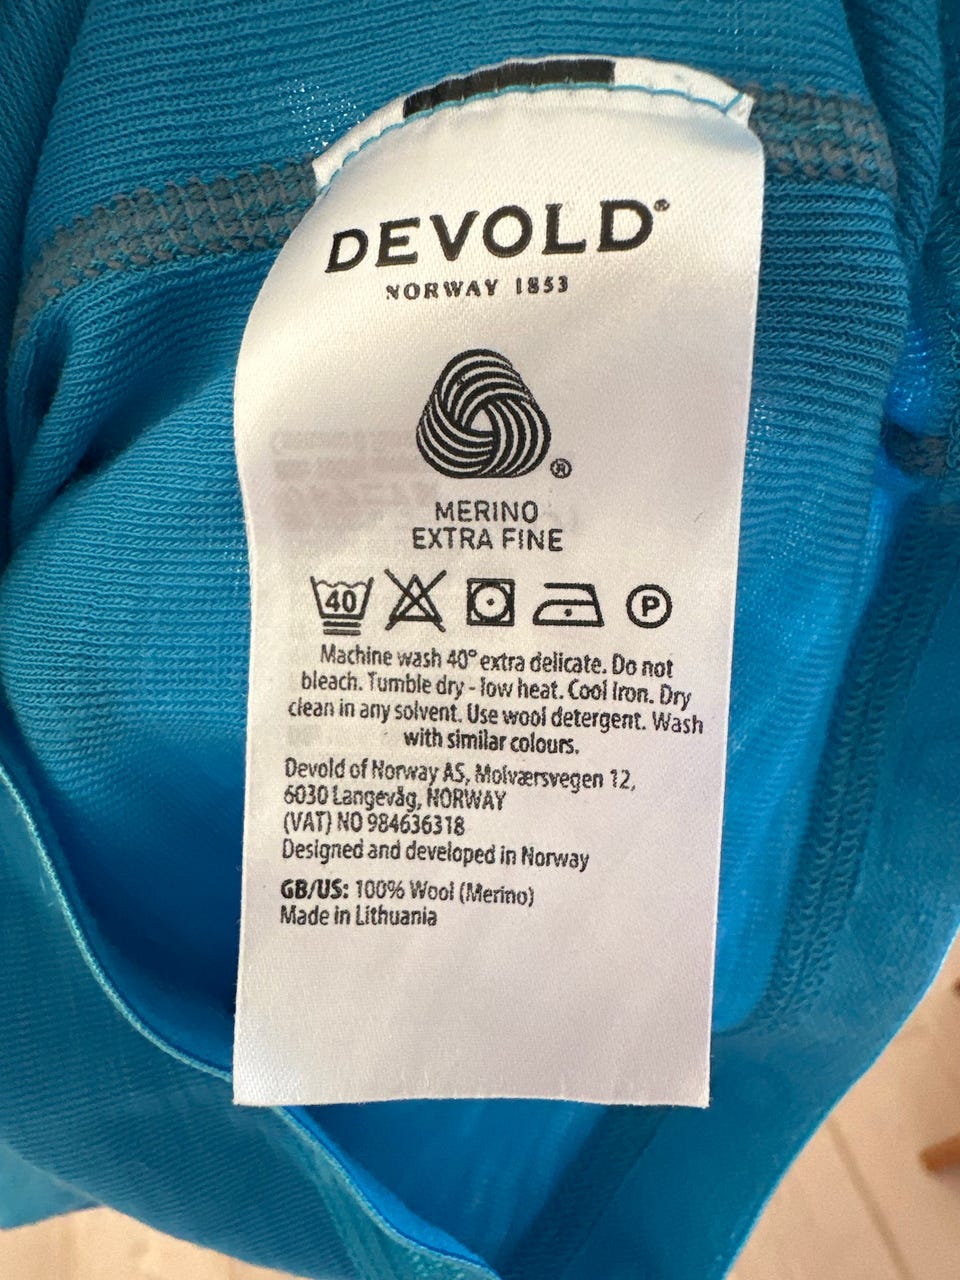 DEVOLD®
NORWAY 1853
®
MERINO
EXTRA FINE
40 P
Machine wash 40° extra delicate. Do not
bleach. Tumble dry - low heat. Cool Iron. Dry
clean in any solvent. Use wool detergent. Wash
with similar colours.
Devold of Norway AS, Molværsvegen 12,
6030 Langevåg, NORWAY
(VAT) NO 984636318
Designed and developed in Norway
GB/US: 100% Wool (Merino)
Made in Lithuania